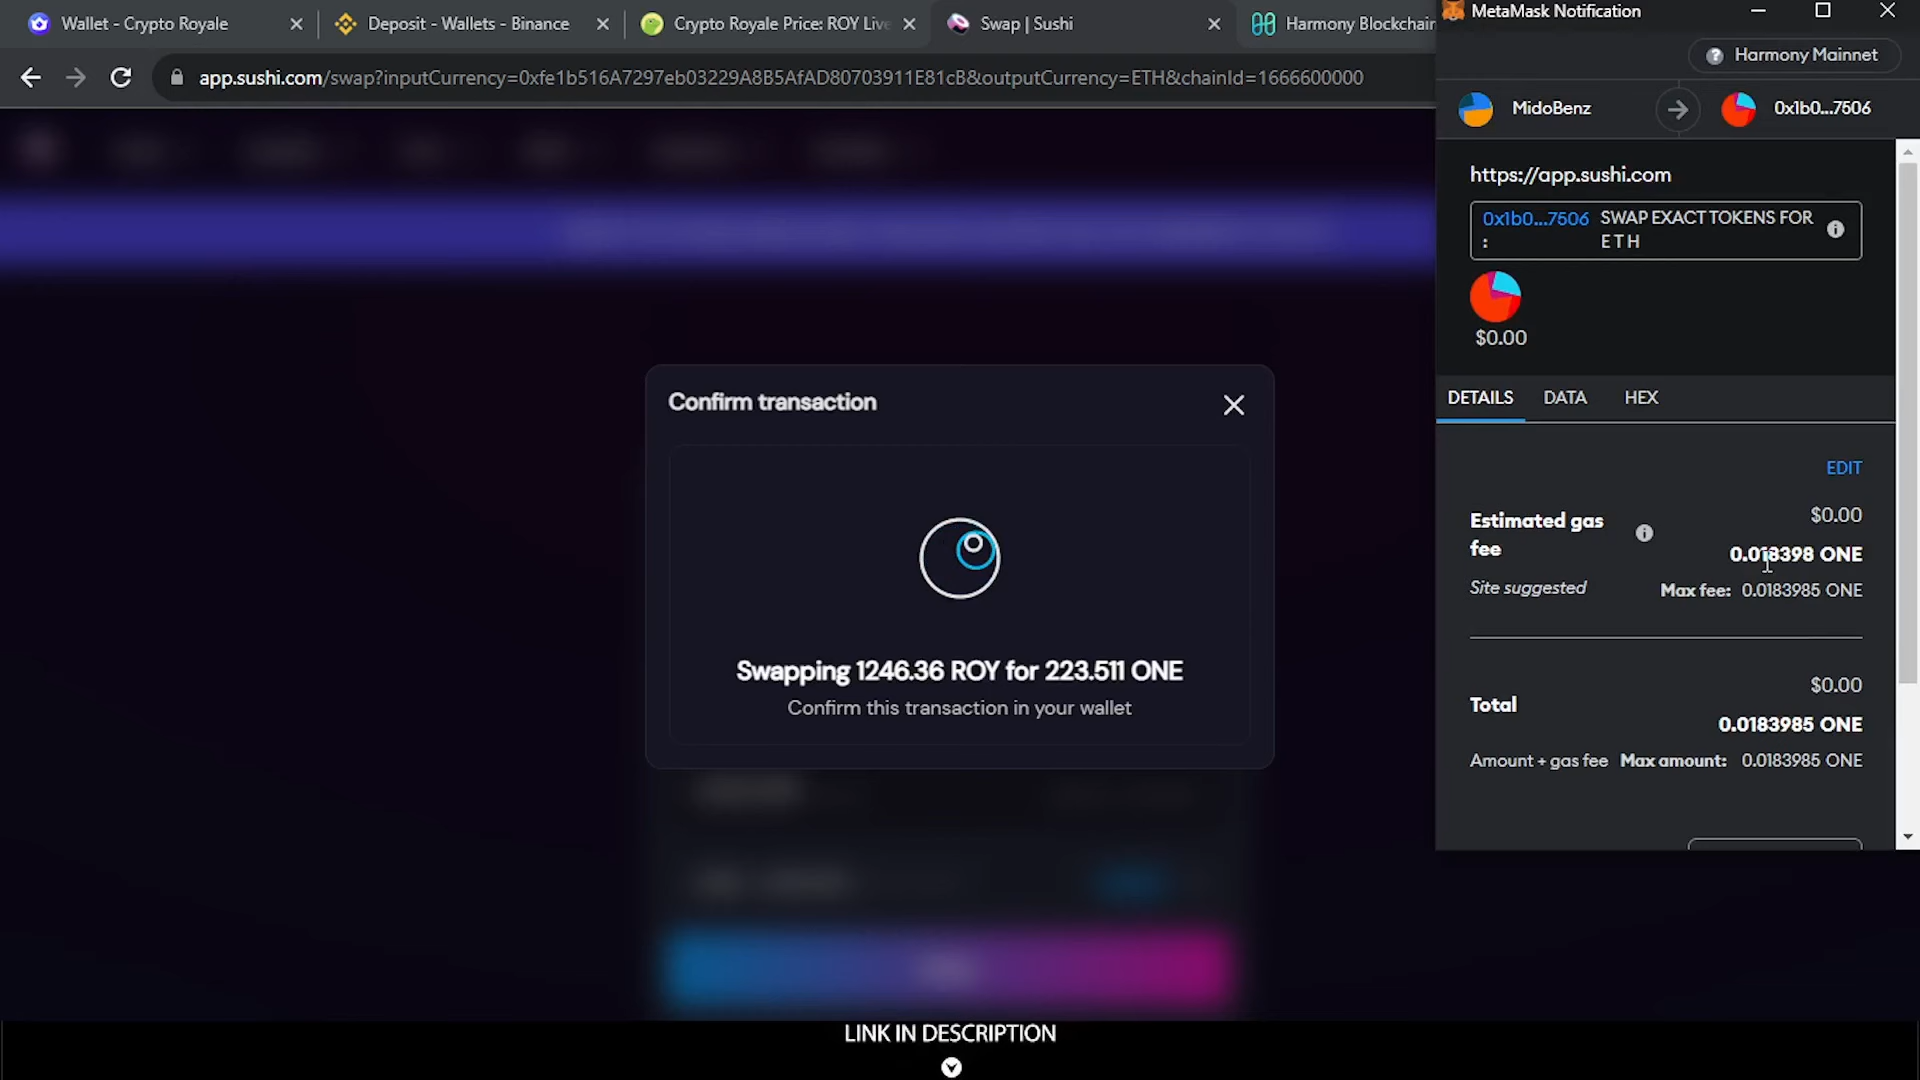 Wallet - Crypto Royale
Deposit - Wallets - Binance
Crypto Royale Price: ROY Live
Swap | Sushi
Harmony Blockchain
app.sushi.com/swap?inputCurrency=0xfe1b516A7297eb03229A8B5AfAD80703911E81cB&outputCurrency=ETH&chainId=1666600000
MetaMask Notification
Harmony Mainnet
MidoBenz
0x1b0...7506
https://app.sushi.com
0x1b0...7506 SWAP EXACT TOKENS FOR
: ETH
$0.00
DETAILS DATA HEX
EDIT
$0.00
Estimated gas
fee
0.018398 ONE
Site suggested
Max fee: 0.0183985 ONE
$0.00
Total
0.0183985 ONE
Amount + gas fee Max amount: 0.0183985 ONE
Confirm transaction
Swapping 1246.36 ROY for 223.511 ONE
Confirm this transaction in your wallet
LINK IN DESCRIPTION